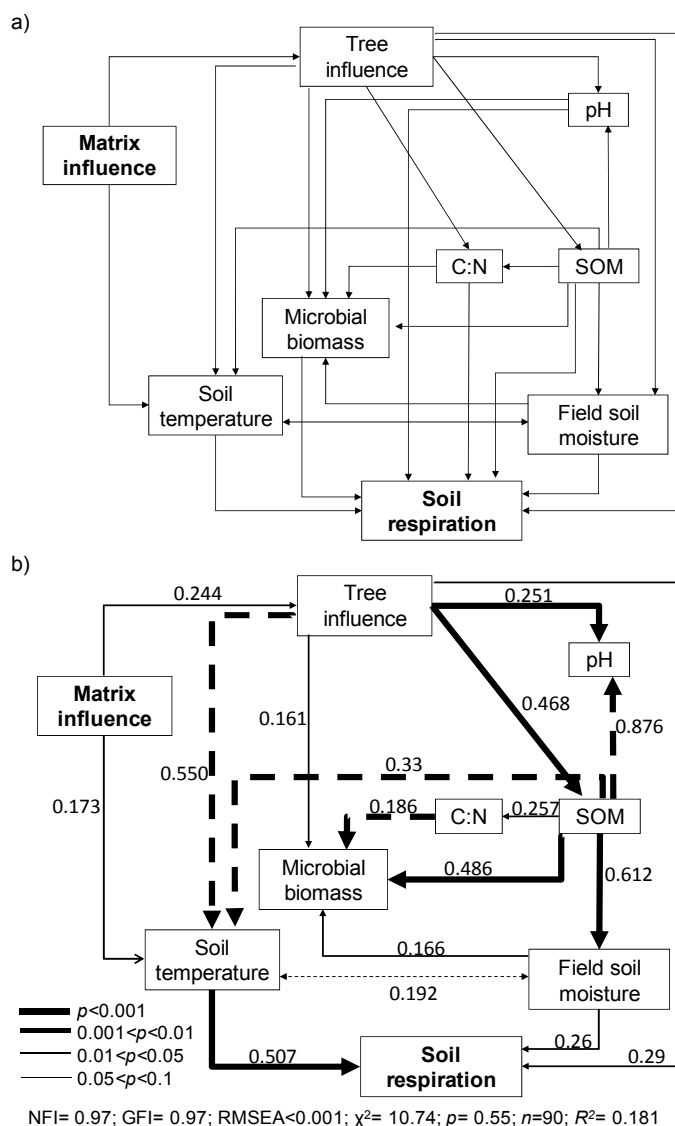 a)
Tree
influence
pH
Matrix
influence
C:N
SOM
Microbial
biomass
Soil
temperature
Field soil
moisture
Soil
respiration
b)
0.244
Tree
influence
0.251
pH
Matrix
influence
0.468
0.161
0.876
0.550
0.33
0.173
0.186
C:N
0.257
SOM
Microbial
biomass
0.486
0.612
0.166
Soil
temperature
Field soil
moisture
0.192
p<0.001
0.001<p<0.01
0.01<p<0.05
0.05<p<0.1
0.507
Soil
respiration
0.26
0.29
NFI= 0.97; GFI= 0.97; RMSEA<0.001; χ²= 10.74; p= 0.55; n=90; R²= 0.181